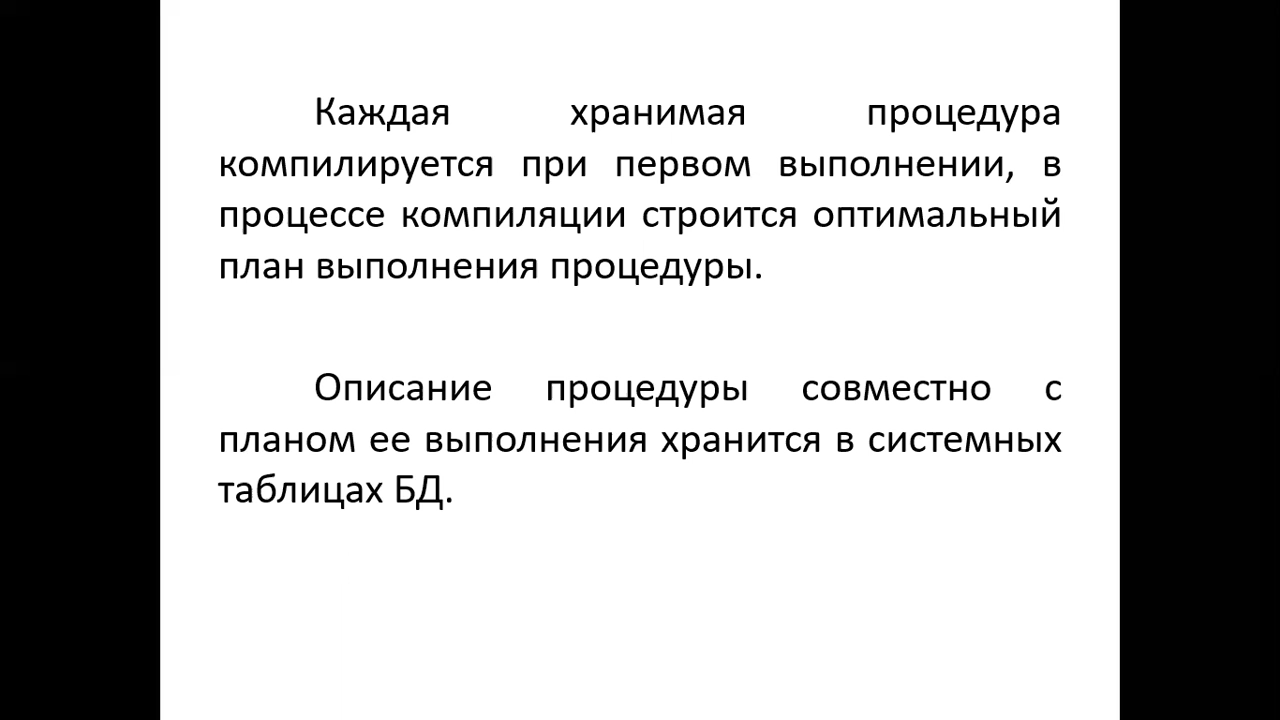 Каждая хранимая процедура
компилируется при первом выполнении, в
процессе компиляции строится оптимальный
план выполнения процедуры.
Описание процедуры совместно с
планом ее выполнения хранится в системных
таблицах БД.